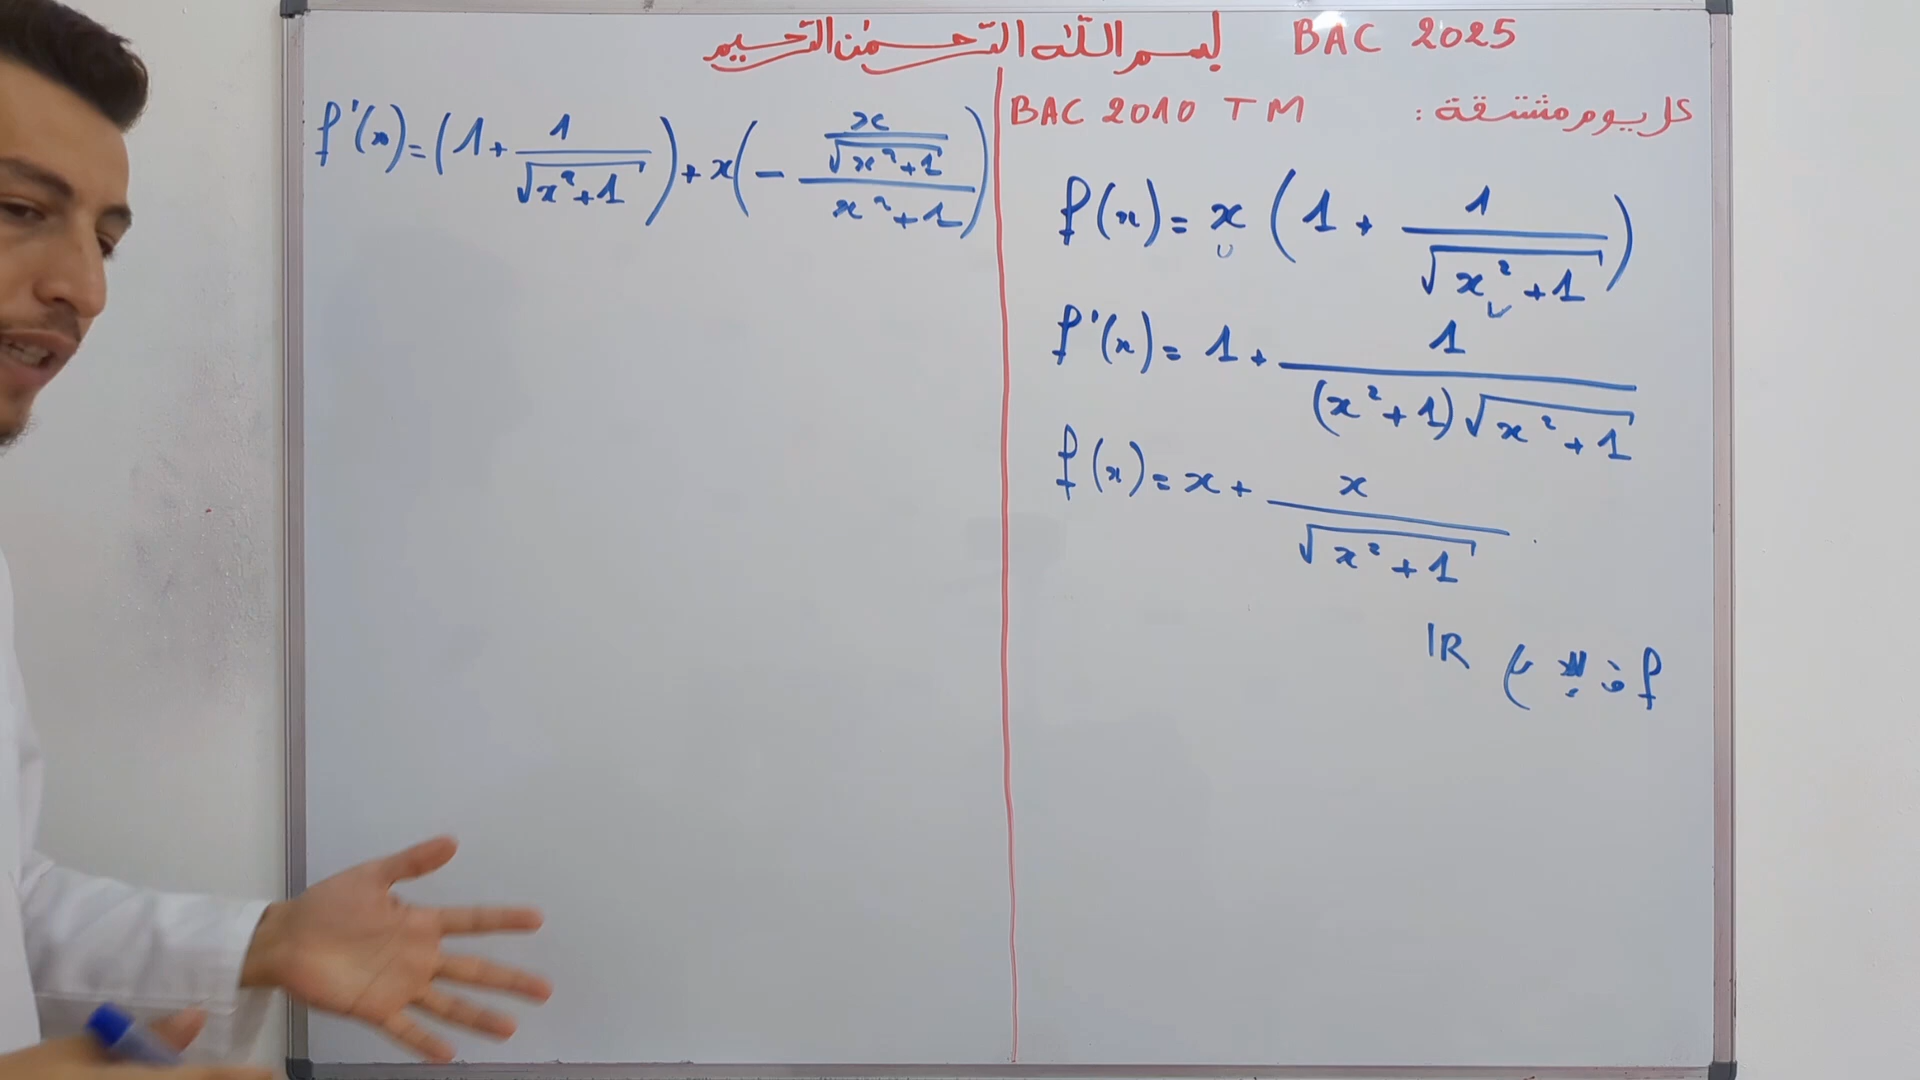 بسم الله الرحمن الرحيم BAC 2025
BAC 2010 TM كل يوم مشتقة :
f(x) = x (1 + 1/√(x²+1))
f'(x) = 1 + 1/((x²+1)√(x²+1))
f(x) = x + x/√(x²+1)
f ق IR
f'(x) = (1 + 1/√(x²+1)) + x(- (x/√(x²+1))/(x²+1))